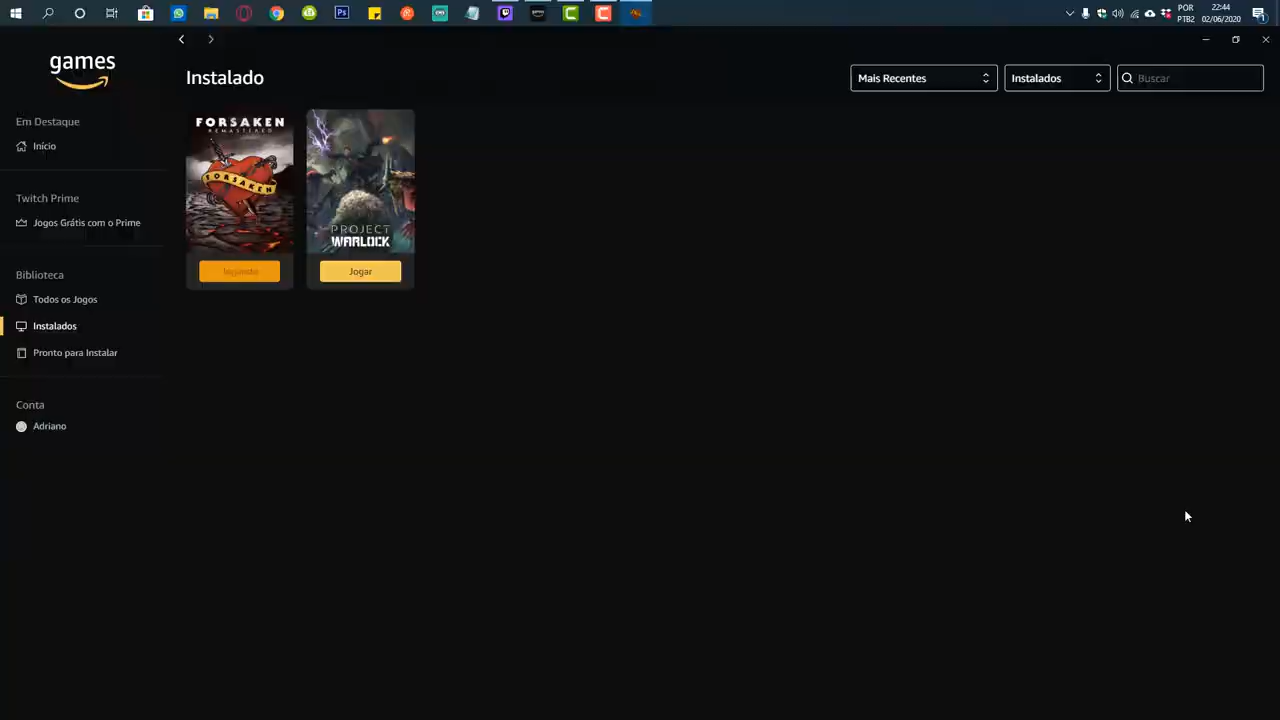 POR
PTB2
22:44
02/06/2020
games
Instalado
Mais Recentes
Instalados
Buscar
Em Destaque
Início
Twitch Prime
Jogos Grátis com o Prime
Biblioteca
Todos os Jogos
Instalados
Pronto para Instalar
Conta
Adriano
FORSAKEN
REMASTERED
FORSAKEN
Jogando
PROJECT
WARLOCK
Jogar